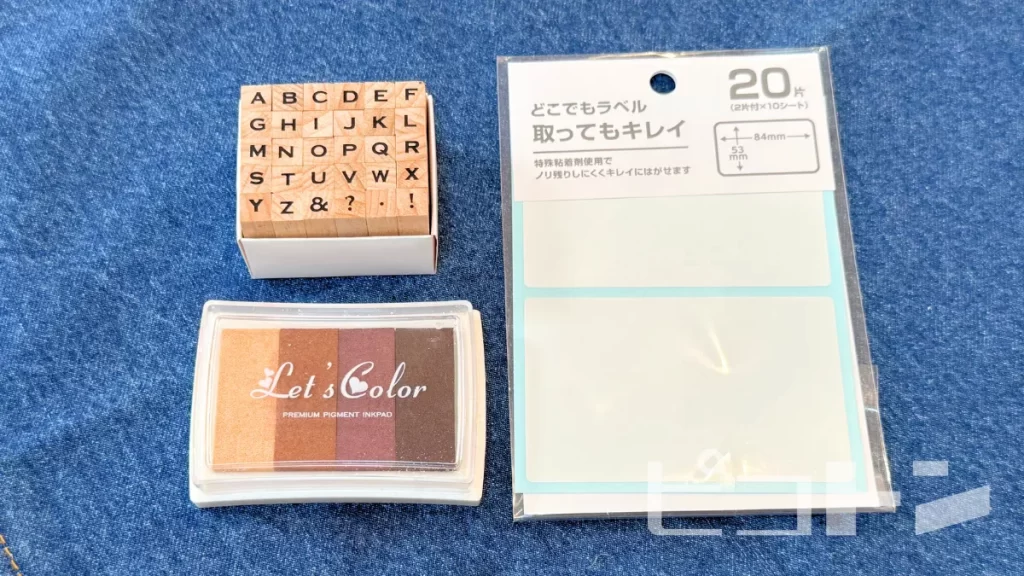 A B C D E F
G H I J K L
M N O P Q R
S T U V W X
Y Z & ? . !
Let's Color
PREMIUM PIGMENT INKPAD
20片
(2片付×10シート)
どこでもラベル
取ってもキレイ
84mm
53
mm
特殊粘着剤使用で
ノリ残りしにくくキレイにはがせます